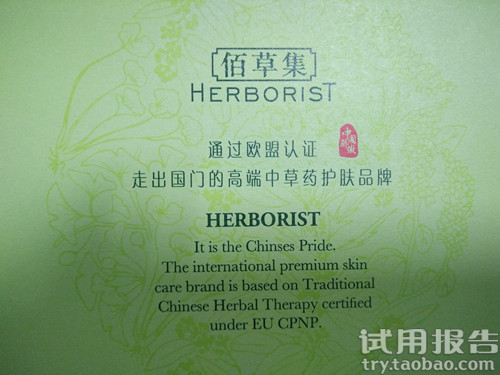 佰草集
HERBORIST
通过欧盟认证
中国骄傲
走出国门的高端中草药护肤品牌
HERBORIST
It is the Chinses Pride.
The international premium skin
care brand is based on Traditional
Chinese Herbal Therapy certified
under EU CPNP.
试用报告
try.taobao.com